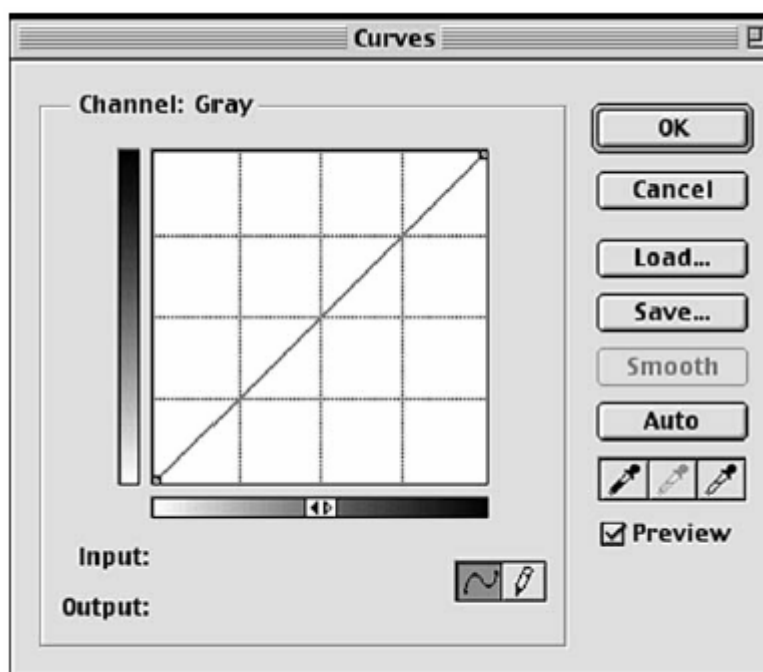 Curves
Channel: Gray
OK
Cancel
Load...
Save...
Smooth
Auto
Preview
Input:
Output: